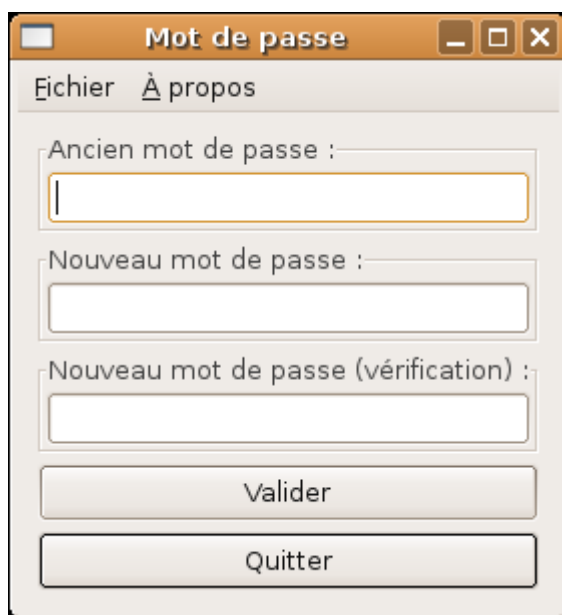 Mot de passe
Fichier À propos
Ancien mot de passe :
Nouveau mot de passe :
Nouveau mot de passe (vérification) :
Valider
Quitter